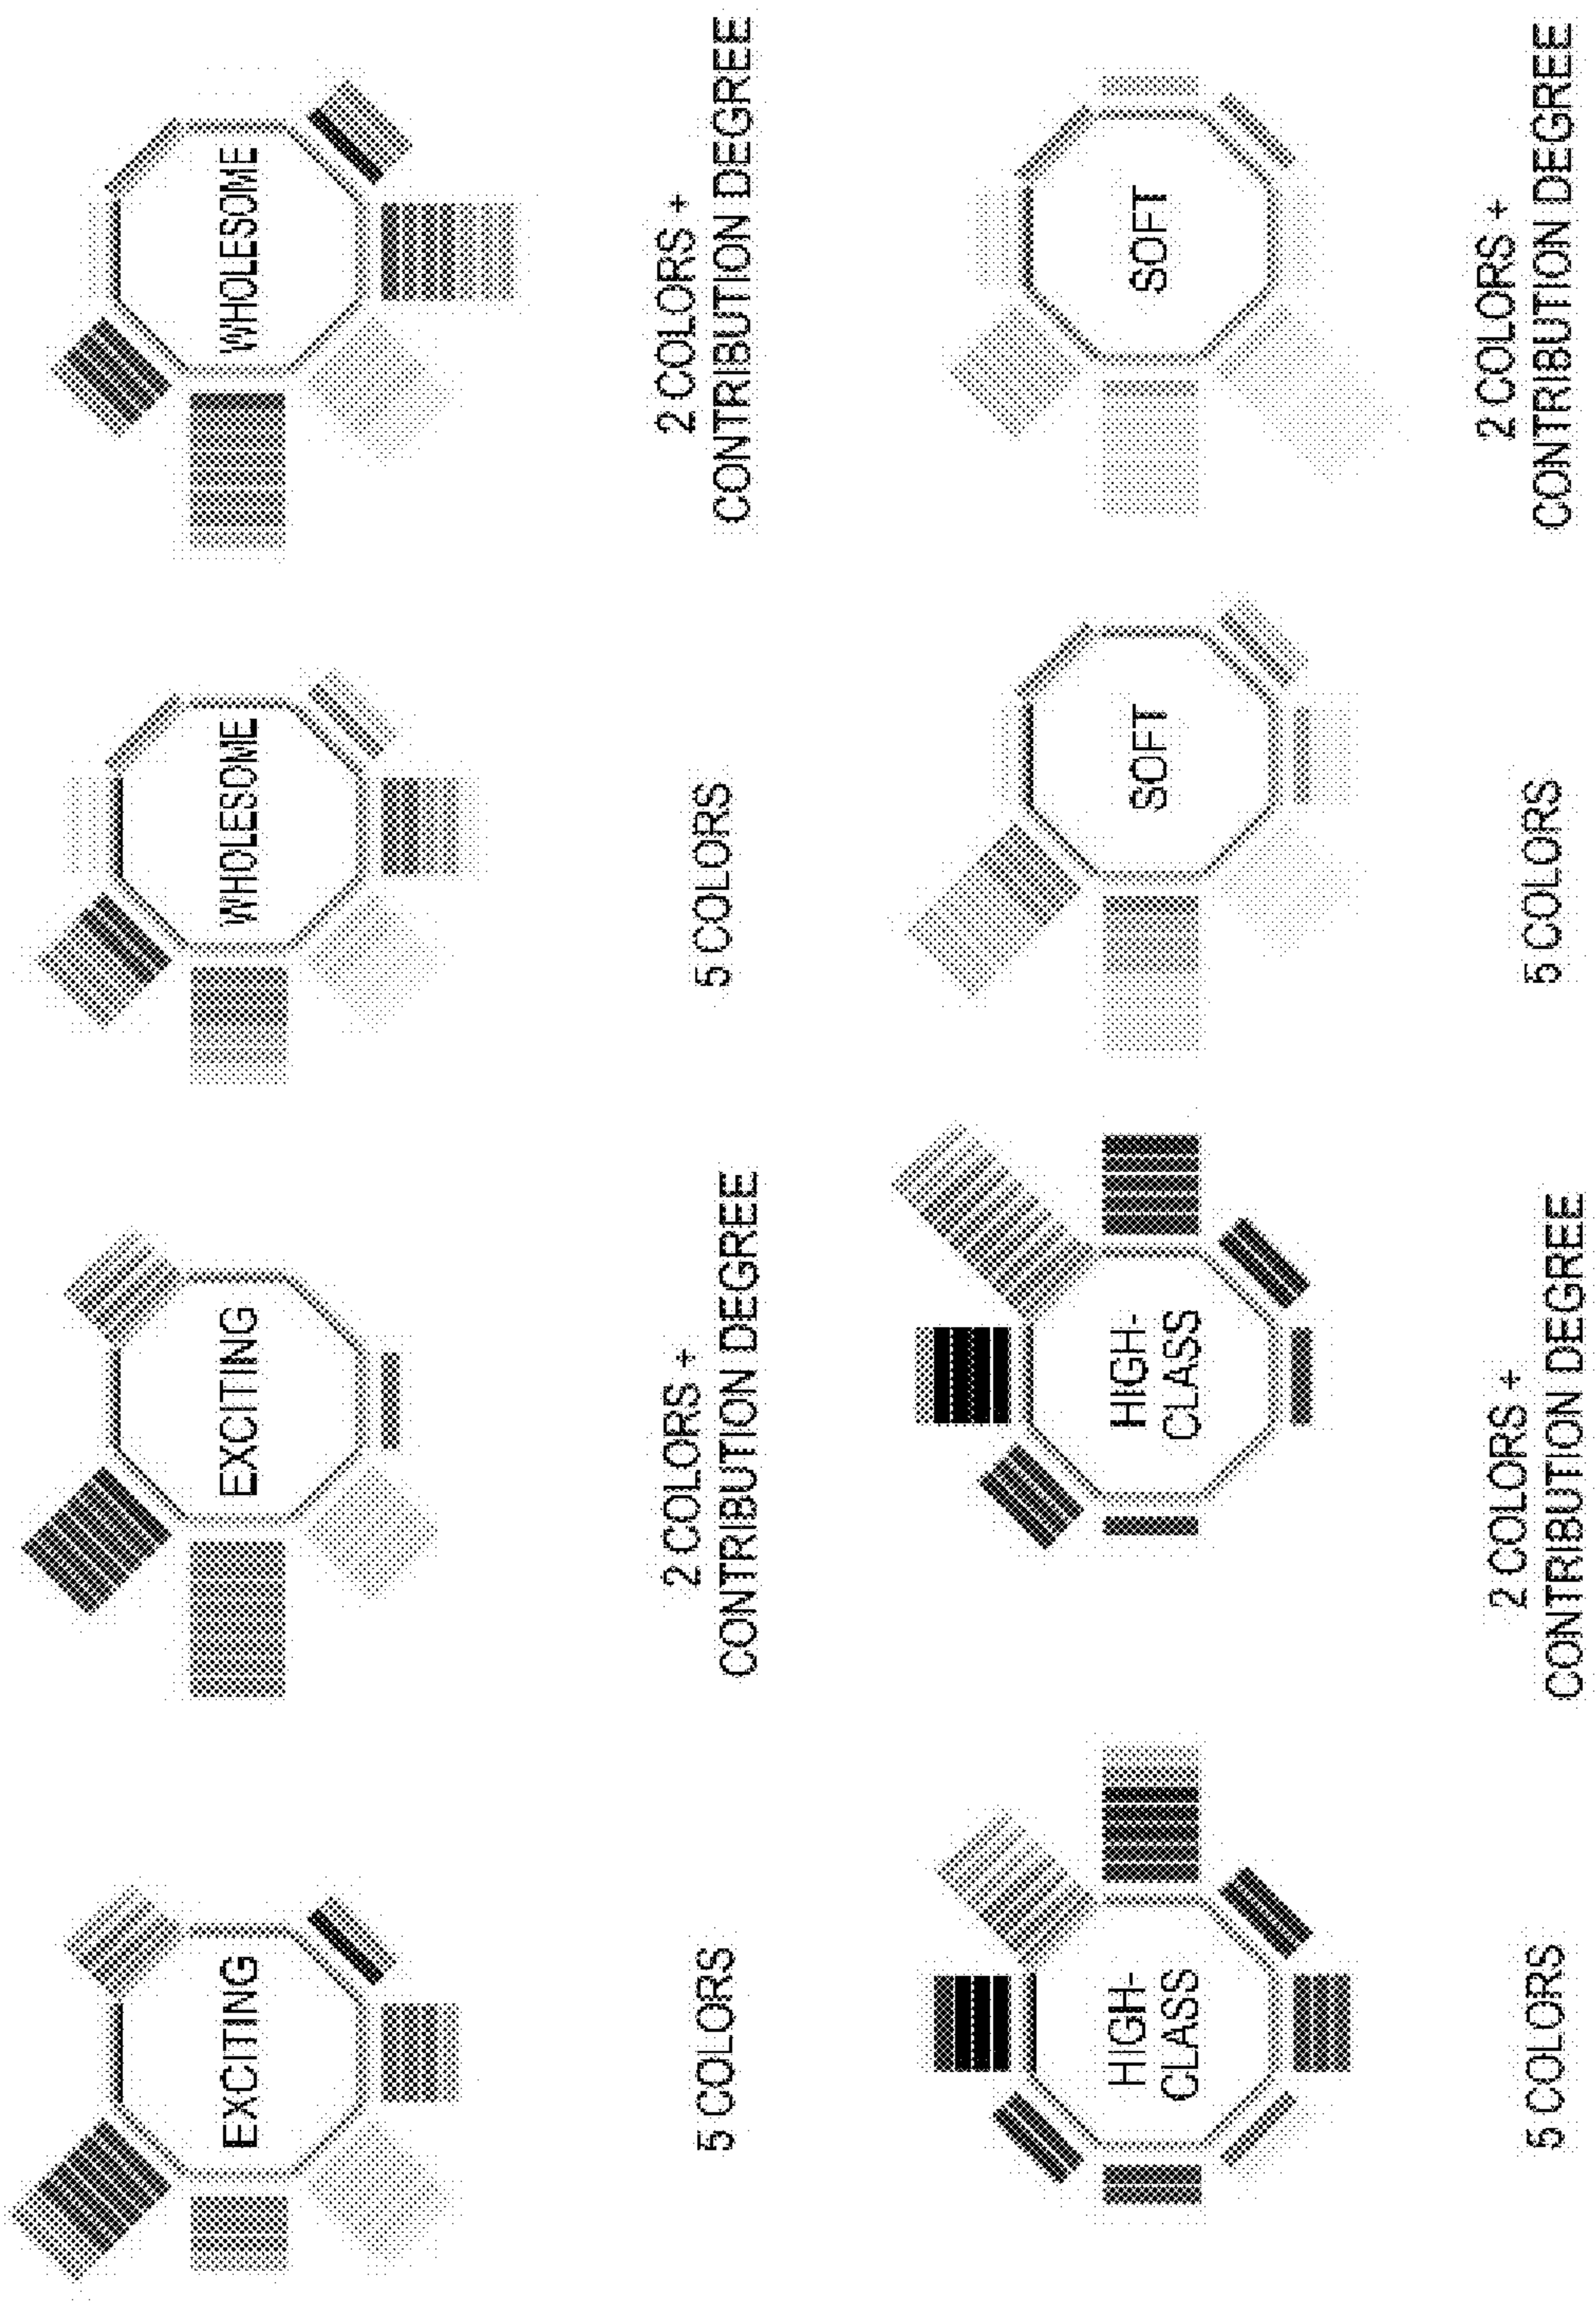 EXCITING
EXCITING
WHOLESOME
WHOLESOME
5 COLORS
2 COLORS +
CONTRIBUTION DEGREE
5 COLORS
2 COLORS +
CONTRIBUTION DEGREE
HIGH-
CLASS
HIGH-
CLASS
SOFT
SOFT
5 COLORS
2 COLORS +
CONTRIBUTION DEGREE
5 COLORS
2 COLORS +
CONTRIBUTION DEGREE